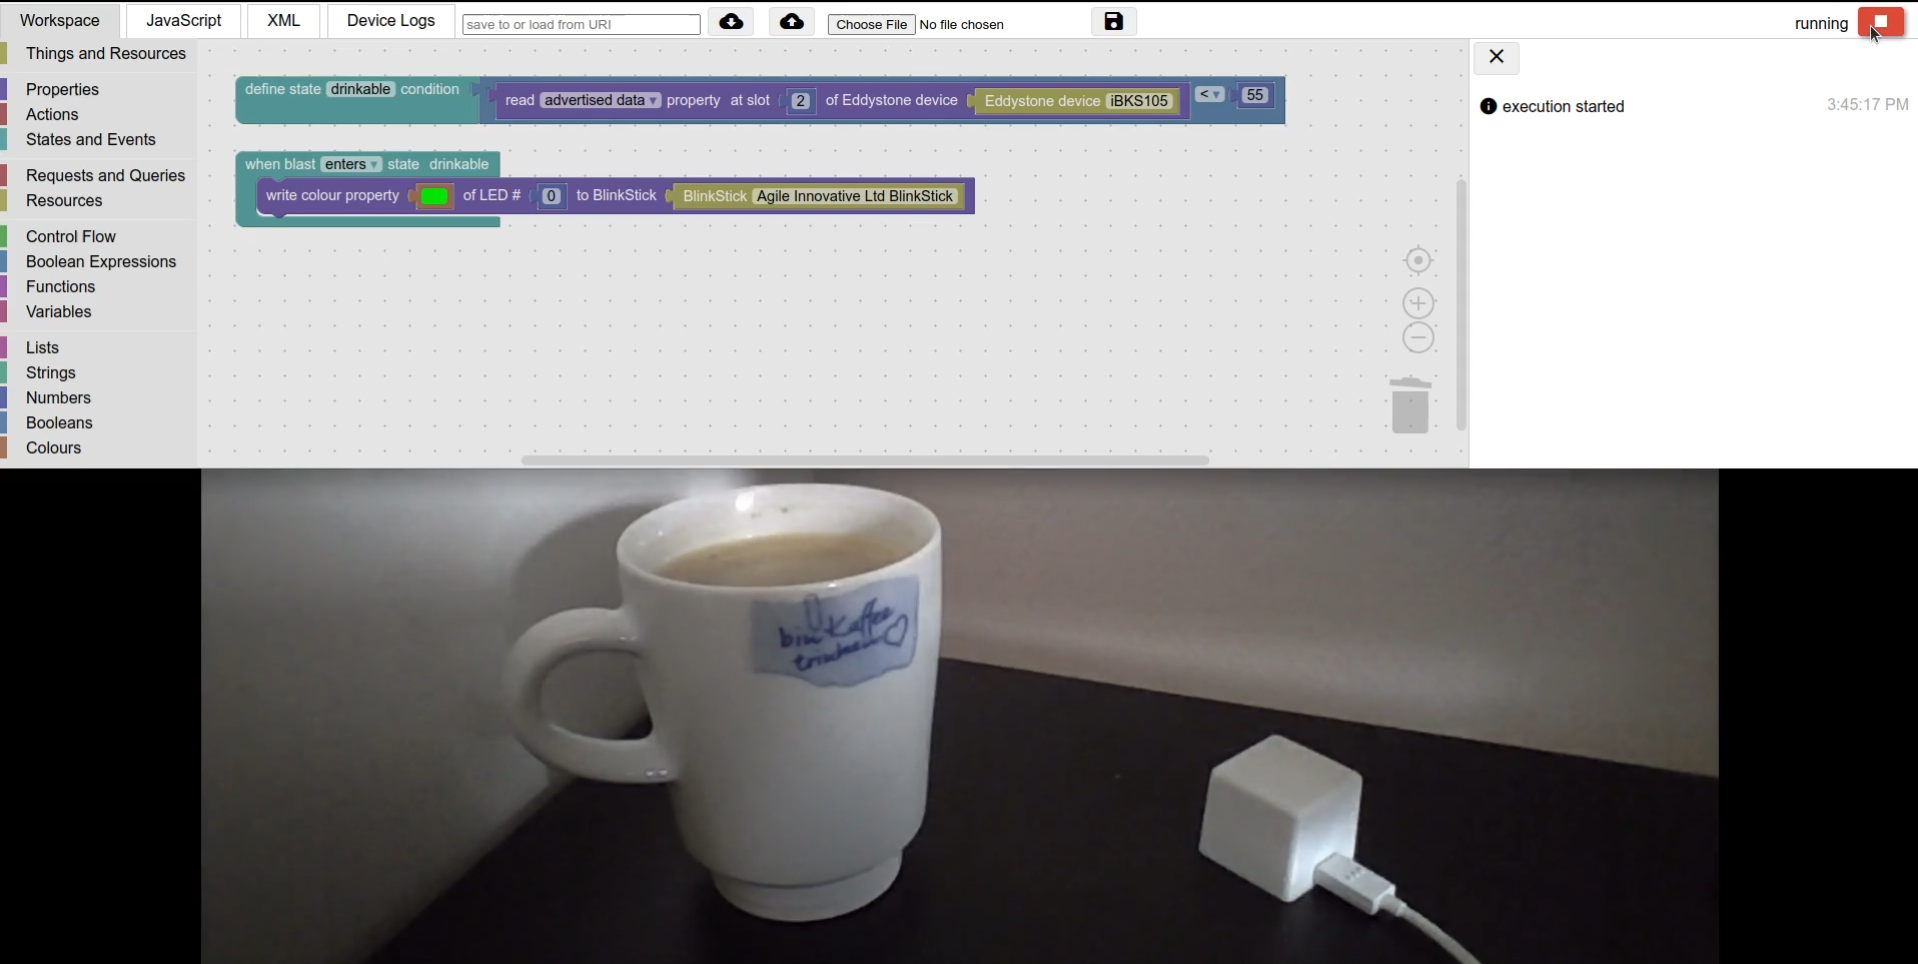 Workspace
JavaScript
XML
Device Logs
save to or load from URI
Choose File No file chosen
running
Things and Resources
Properties
Actions
States and Events
Requests and Queries
Resources
Control Flow
Boolean Expressions
Functions
Variables
Lists
Strings
Numbers
Booleans
Colours
define state drinkable condition read advertised data property at slot 2 of Eddystone device Eddystone device iBKS105 < 55
when blast enters state drinkable
write colour property of LED # 0 to BlinkStick BlinkStick Agile Innovative Ltd BlinkStick
execution started 3:45:17 PM
bin Kaffee
trinken